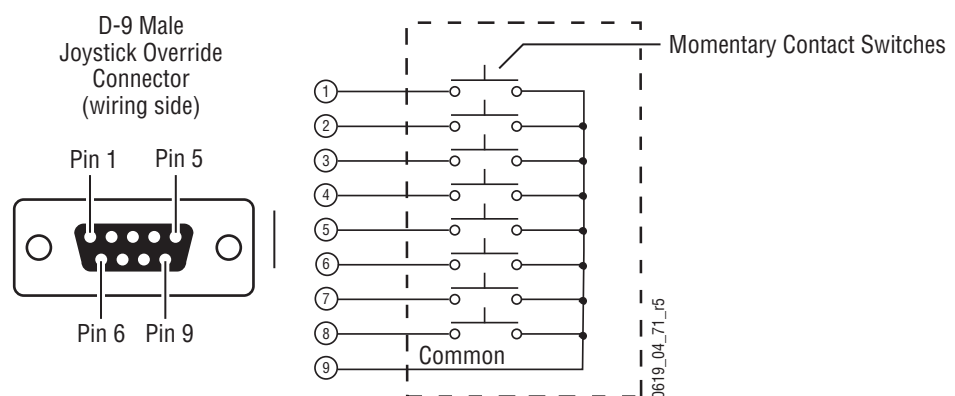 D-9 Male
Joystick Override
Connector
(wiring side)
Pin 1
Pin 5
Pin 6
Pin 9
Momentary Contact Switches
1
2
3
4
5
6
7
8
Common
9
0619_04_71_r5